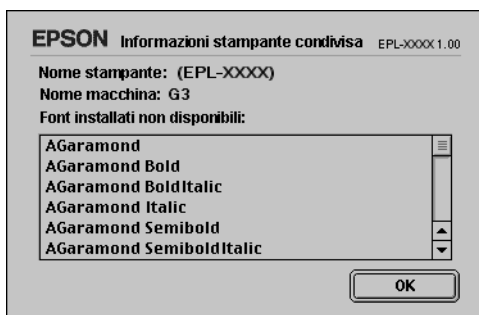 EPSON Informazioni stampante condivisa EPL-XXXX 1.00
Nome stampante: (EPL-XXXX)
Nome macchina: G3
Font installati non disponibili:
AGaramond
AGaramond Bold
AGaramond BoldItalic
AGaramond Italic
AGaramond Semibold
AGaramond SemiboldItalic
OK